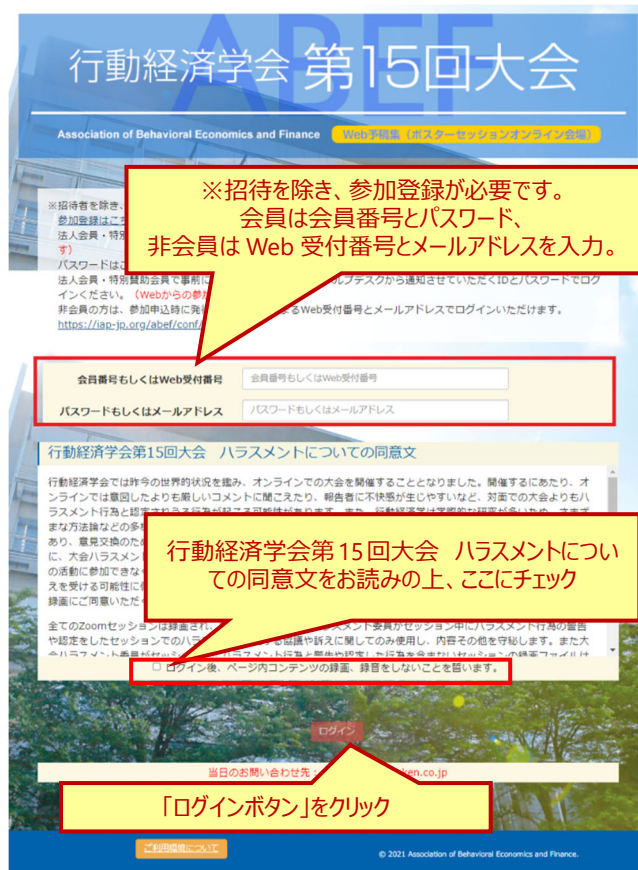 ABEF
行動経済学会 第15回大会
Association of Behavioral Economics and Finance Web予稿集（ポスターセッションオンライン会場）
※招待を除き、参加登録が必要です。
会員は会員番号とパスワード、
非会員は Web 受付番号とメールアドレスを入力。
※招待者を除き、
参加登録はこち
法人会員・特別
す）
パスワードはこ
法人会員・特別賛助会員で事前に ルプデスクから通知させていただくIDとパスワードでログ
インください。（Webからの参加
非会員の方は、参加申込時に発行 るWeb受付番号とメールアドレスでログインいただけます。
https://iap-jp.org/abef/conf/
会員番号もしくはWeb受付番号 会員番号もしくはWeb受付番号
パスワードもしくはメールアドレス パスワードもしくはメールアドレス
行動経済学会第15回大会　ハラスメントについての同意文
行動経済学会では昨今の世界的状況を鑑み、オンラインでの大会を開催することとなりました。開催するにあたり、オ
ンラインでは意図したよりも厳しいコメントに聞こえたり、報告者に不快感が生じやすいなど、対面での大会よりもハ
ラスメント行為と認定されうる行為が起こる可能性があります。また、行動経済学は学際的な研究が多いため、さまざ
まな方法論などの多様
あり、意見交換のため
に、大会ハラスメント
の活動に参加できなく
えを受ける可能性に備
録画にご同意いただく
行動経済学会第 15 回大会　ハラスメントについ
ての同意文をお読みの上、ここにチェック
全てのZoomセッションは録画され、 スメント委員がセッション中にハラスメント行為の警告
や認定をしたセッションでのハラ する協議や訴えに関してのみ使用し、内容その他を守秘します。また大
会ハラスメント委員がセッション ハラスメント行為と警告や認定した行為を含まないセッションの録画ファイルは
ログイン後、ページ内コンテンツの録画、録音をしないことを誓います。
ログイン
当日のお問い合わせ先： ken.co.jp
「ログインボタン」をクリック
ご利用環境について
© 2021 Association of Behavioral Economics and Finance.